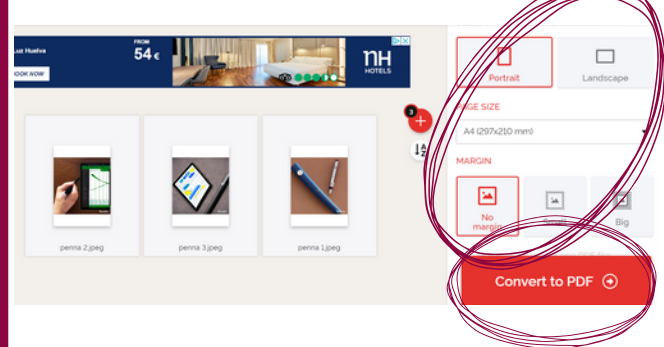 Luz Huelva
BOOK NOW
FROM
54 €
nH
HOTELS
3
Portrait
Landscape
PAGE SIZE
A4 (297x210 mm)
MARGIN
No
margin
Small
Big
penna 2.jpeg
penna 3.jpeg
penna 1.jpeg
Convert to PDF